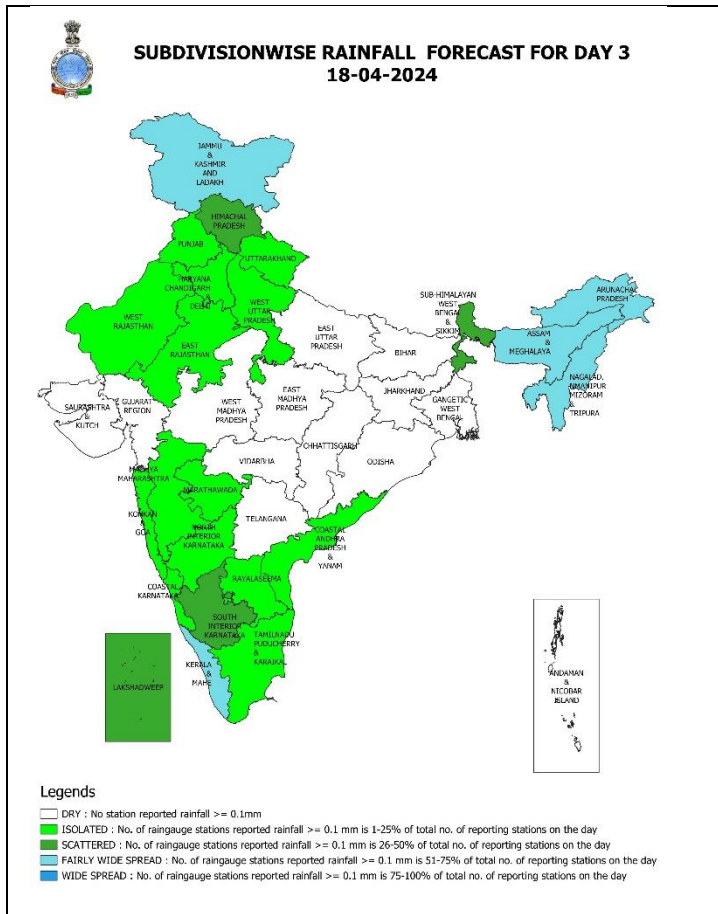 SUBDIVISIONWISE RAINFALL FORECAST FOR DAY 3
18-04-2024
JAMMU
&
KASHMIR
AND
LADAKH
HIMACHAL
PRADESH
PUNJAB
UTTARAKHAND
HARYANA
CHANDIGARH
&
DELHI
WEST
UTTAR
PRADESH
WEST
RAJASTHAN
EAST
RAJASTHAN
EAST
UTTAR
PRADESH
SUB-HIMALAYAN
WEST
BENGAL
&
SIKKIM
ARUNACHAL
PRADESH
ASSAM
&
MEGHALAYA
NAGALAD,
MANIPUR
MIZORAM
&
TRIPURA
BIHAR
JHARKHAND
GANGETIC
WEST
BENGAL
SAURASHTRA
&
KUTCH
GUJARAT
REGION
WEST
MADHYA
PRADESH
EAST
MADHYA
PRADESH
CHHATTISGARH
ODISHA
VIDARBHA
MADHYA
MAHARASHTRA
MARATHAWADA
KONKAN
&
GOA
NORTH
INTERIOR
KARNATAKA
TELANGANA
COASTAL
ANDHRA
PRADESH
&
YANAM
RAYALASEEMA
COASTAL
KARNATAKA
SOUTH
INTERIOR
KARNATAKA
TAMILNADU
PUDUCHERRY
&
KARAIKAL
KERALA
&
MAHE
LAKSHADWEEP
ANDAMAN
&
NICOBAR
ISLAND
Legends
DRY : No station reported rainfall >= 0.1mm
ISOLATED : No. of raingauge stations reported rainfall >= 0.1 mm is 1-25% of total no. of reporting stations on the day
SCATTERED : No. of raingauge stations reported rainfall >= 0.1 mm is 26-50% of total no. of reporting stations on the day
FAIRLY WIDE SPREAD : No. of raingauge stations reported rainfall >= 0.1 mm is 51-75% of total no. of reporting stations on the day
WIDE SPREAD : No. of raingauge stations reported rainfall >= 0.1 mm is 75-100% of total no. of reporting stations on the day